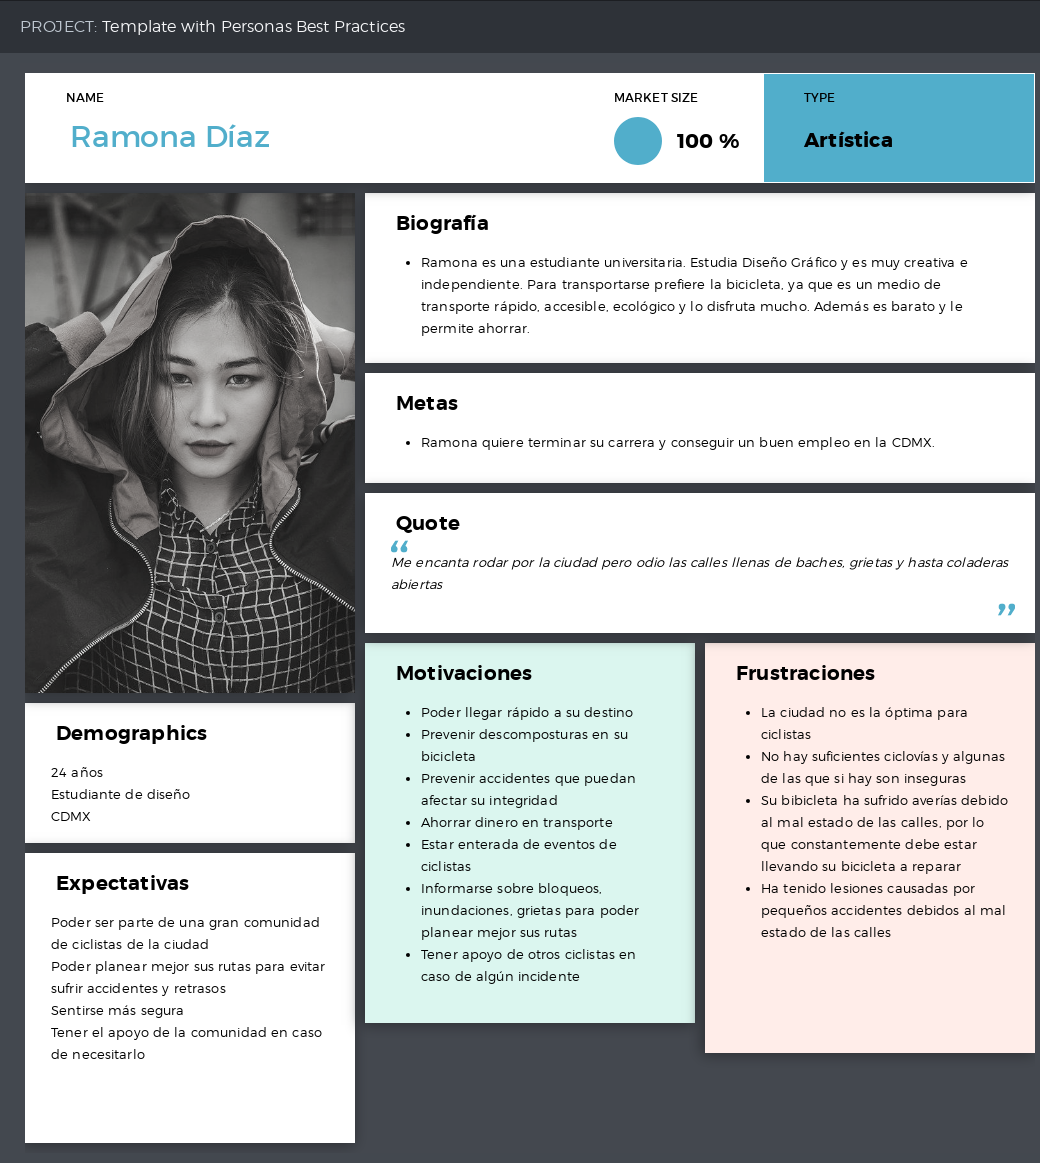 PROJECT: Template with Personas Best Practices
NAME
Ramona Díaz
MARKET SIZE
100 %
TYPE
Artística
Biografía
• Ramona es una estudiante universitaria. Estudia Diseño Gráfico y es muy creativa e
independiente. Para transportarse prefiere la bicicleta, ya que es un medio de
transporte rápido, accesible, ecológico y lo disfruta mucho. Además es barato y le
permite ahorrar.
Metas
• Ramona quiere terminar su carrera y conseguir un buen empleo en la CDMX.
Quote
“
Me encanta rodar por la ciudad pero odio las calles llenas de baches, grietas y hasta coladeras
abiertas
”
Demographics
24 años
Estudiante de diseño
CDMX
Expectativas
Poder ser parte de una gran comunidad
de ciclistas de la ciudad
Poder planear mejor sus rutas para evitar
sufrir accidentes y retrasos
Sentirse más segura
Tener el apoyo de la comunidad en caso
de necesitarlo
Motivaciones
• Poder llegar rápido a su destino
• Prevenir descomposturas en su
bicicleta
• Prevenir accidentes que puedan
afectar su integridad
• Ahorrar dinero en transporte
• Estar enterada de eventos de
ciclistas
• Informarse sobre bloqueos,
inundaciones, grietas para poder
planear mejor sus rutas
• Tener apoyo de otros ciclistas en
caso de algún incidente
Frustraciones
• La ciudad no es la óptima para
ciclistas
• No hay suficientes ciclovías y algunas
de las que si hay son inseguras
• Su bibicleta ha sufrido averías debido
al mal estado de las calles, por lo
que constantemente debe estar
llevando su bicicleta a reparar
• Ha tenido lesiones causadas por
pequeños accidentes debidos al mal
estado de las calles